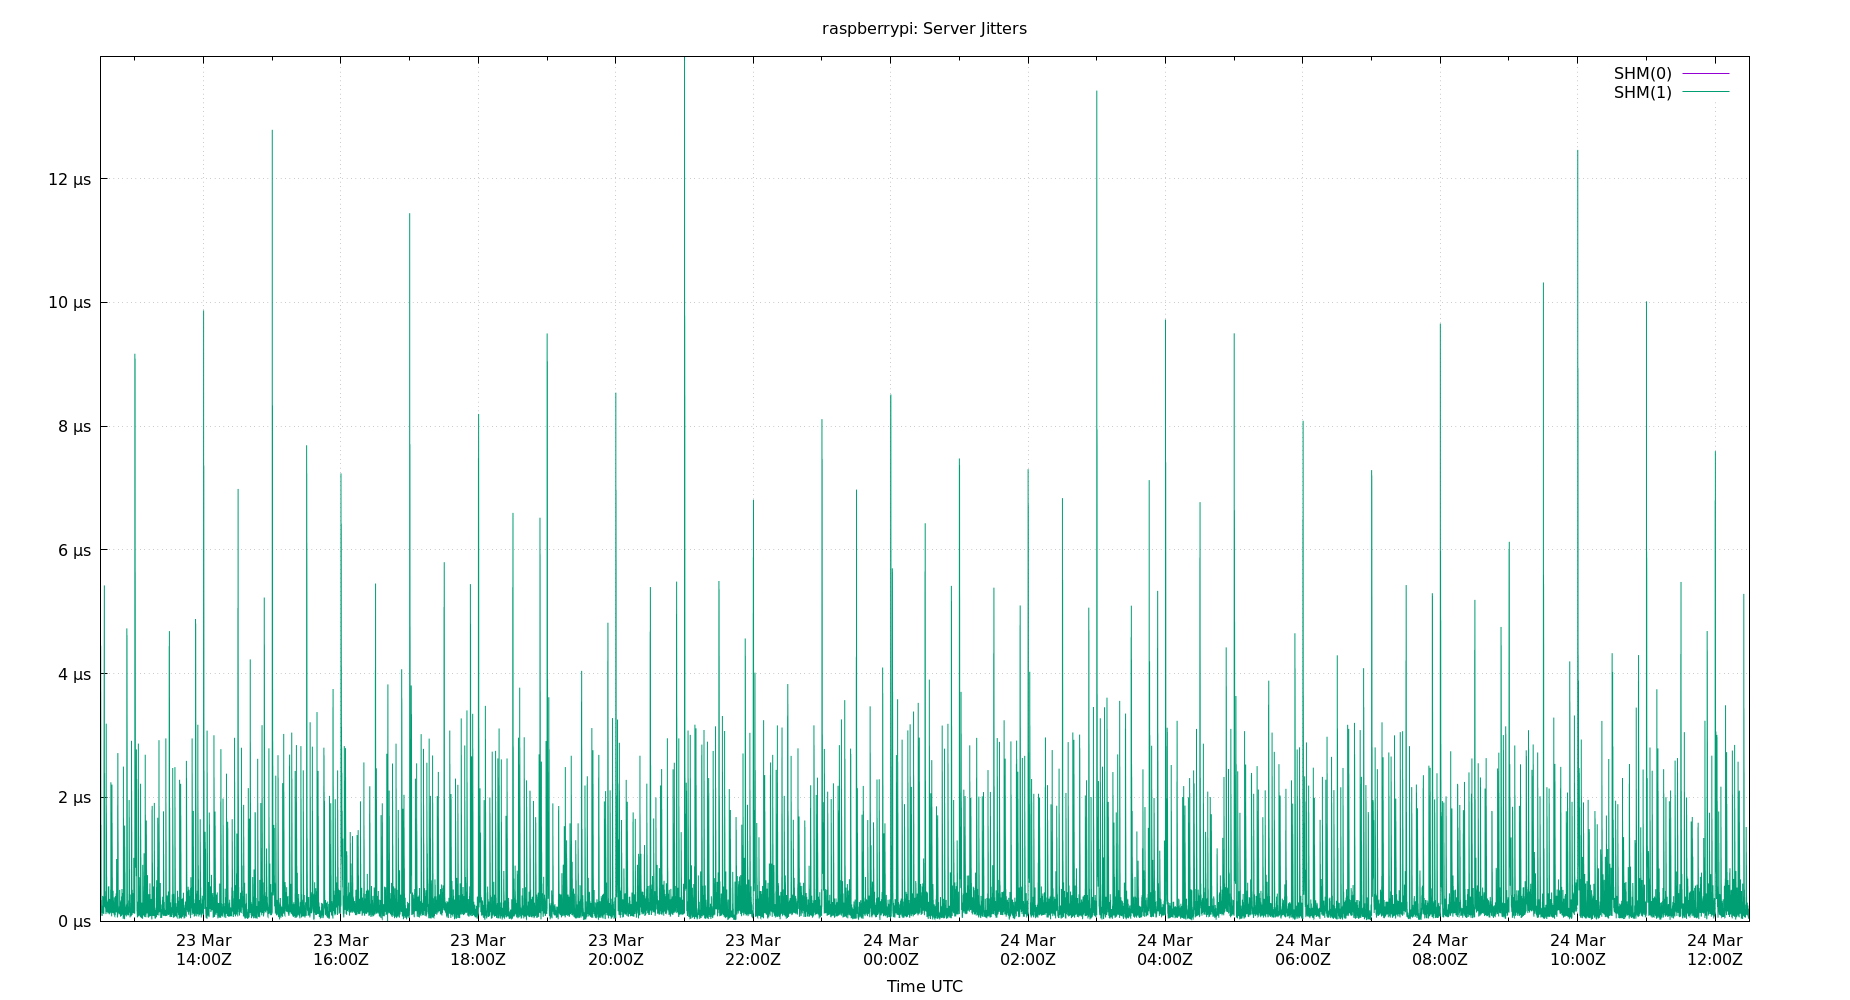 raspberrypi: Server Jitters
SHM(0)
SHM(1)
12 µs
10 µs
8 µs
6 µs
4 µs
2 µs
0 µs
23 Mar 23 Mar 23 Mar 23 Mar 23 Mar 24 Mar 24 Mar 24 Mar 24 Mar 24 Mar 24 Mar 24 Mar
14:00Z 16:00Z 18:00Z 20:00Z 22:00Z 00:00Z 02:00Z 04:00Z 06:00Z 08:00Z 10:00Z 12:00Z
Time UTC